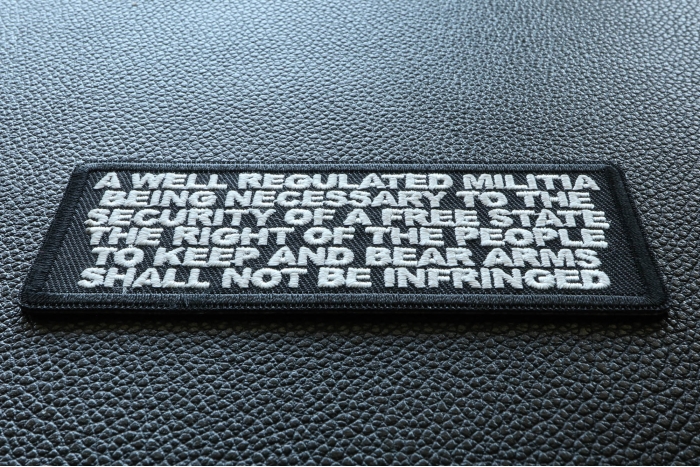 A WELL REGULATED MILITIA
BEING NECESSARY TO THE
SECURITY OF A FREE STATE
THE RIGHT OF THE PEOPLE
TO KEEP AND BEAR ARMS
SHALL NOT BE INFRINGED